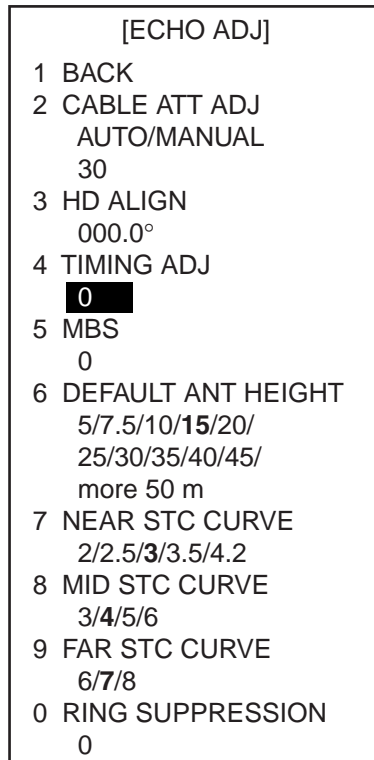 [ECHO ADJ]
1 BACK
2 CABLE ATT ADJ
AUTO/MANUAL
30
3 HD ALIGN
000.0°
4 TIMING ADJ
0
5 MBS
0
6 DEFAULT ANT HEIGHT
5/7.5/10/15/20/
25/30/35/40/45/
more 50 m
7 NEAR STC CURVE
2/2.5/3/3.5/4.2
8 MID STC CURVE
3/4/5/6
9 FAR STC CURVE
6/7/8
0 RING SUPPRESSION
0